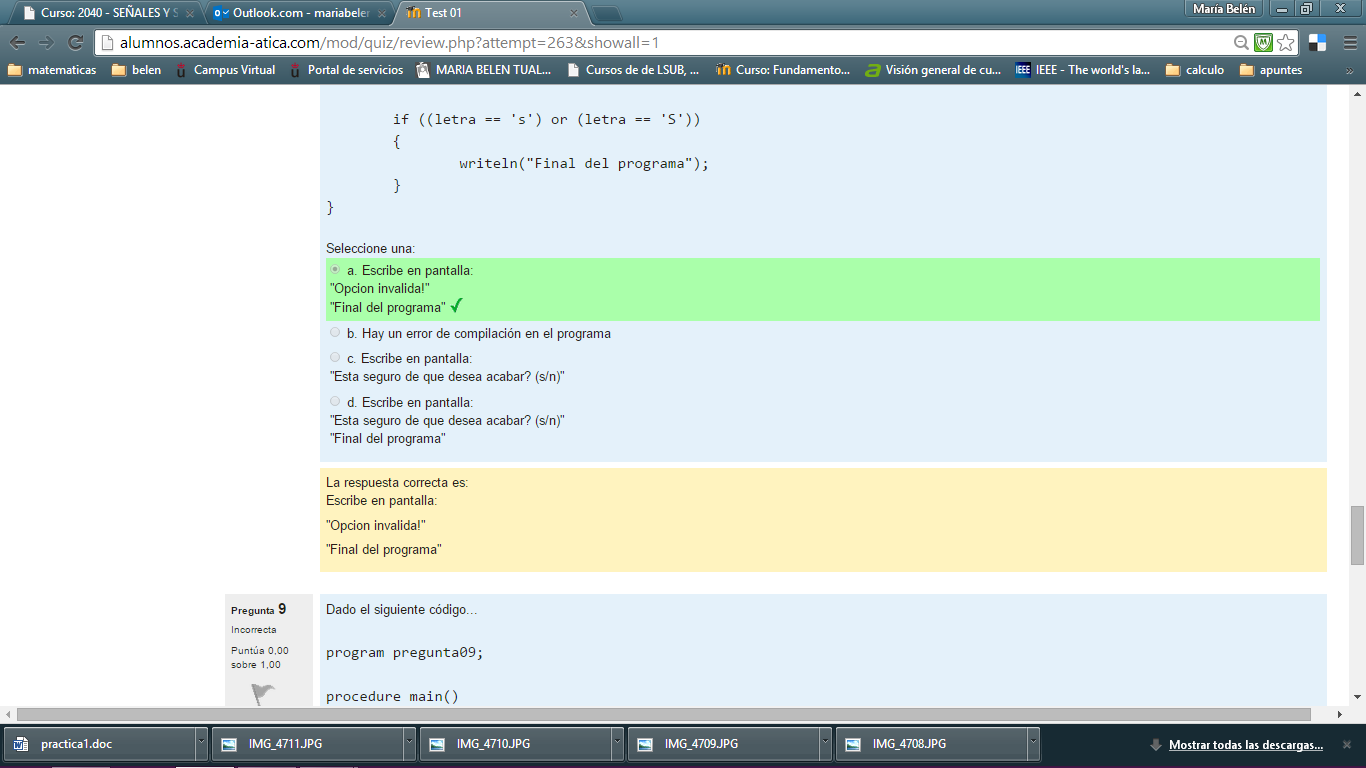 Curso: 2040 - SEÑALES Y S
Outlook.com - mariabelen
Test 01
María Belén
alumnos.academia-atica.com/mod/quiz/review.php?attempt=263&showall=1
matematicas
belen
Campus Virtual
Portal de servicios
MARIA BELEN TUAL...
Cursos de de LSUB, ...
Curso: Fundamento...
Visión general de cu...
IEEE - The world's la...
calculo
apuntes
if ((letra == 's') or (letra == 'S'))
{
writeln("Final del programa");
}
}
Seleccione una:
a. Escribe en pantalla:
"Opcion invalida!"
"Final del programa"
b. Hay un error de compilación en el programa
c. Escribe en pantalla:
"Esta seguro de que desea acabar? (s/n)"
d. Escribe en pantalla:
"Esta seguro de que desea acabar? (s/n)"
"Final del programa"
La respuesta correcta es:
Escribe en pantalla:
"Opcion invalida!"
"Final del programa"
Pregunta 9
Incorrecta
Puntúa 0,00
sobre 1,00
Dado el siguiente código...
program pregunta09;
procedure main()
practica1.doc
IMG_4711.JPG
IMG_4710.JPG
IMG_4709.JPG
IMG_4708.JPG
Mostrar todas las descargas...